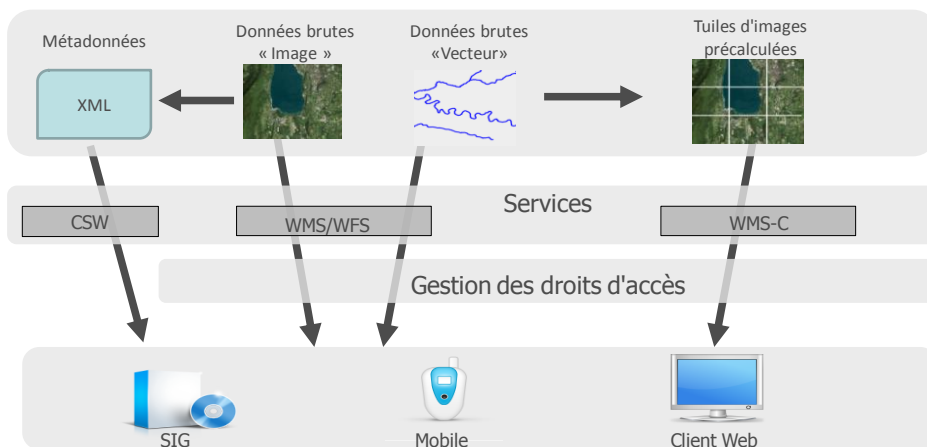 Métadonnées
Données brutes
« Image »
Données brutes
«Vecteur»
Tuiles d'images
précalculées
XML
Services
CSW
WMS/WFS
WMS-C
Gestion des droits d'accès
SIG
Mobile
Client Web